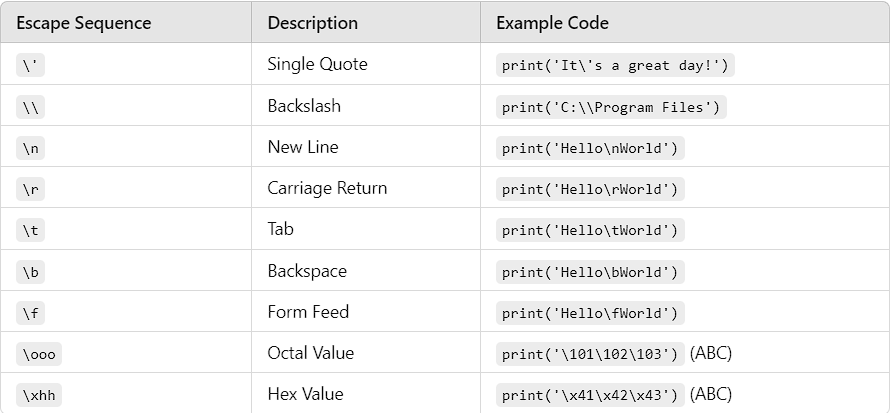 Escape Sequence Description Example Code
\' Single Quote print('It\'s a great day!')
\\ Backslash print('C:\\Program Files')
\n New Line print('Hello\nWorld')
\r Carriage Return print('Hello\rWorld')
\t Tab print('Hello\tWorld')
\b Backspace print('Hello\bWorld')
\f Form Feed print('Hello\fWorld')
\ooo Octal Value print('\101\102\103') (ABC)
\xhh Hex Value print('\x41\x42\x43') (ABC)